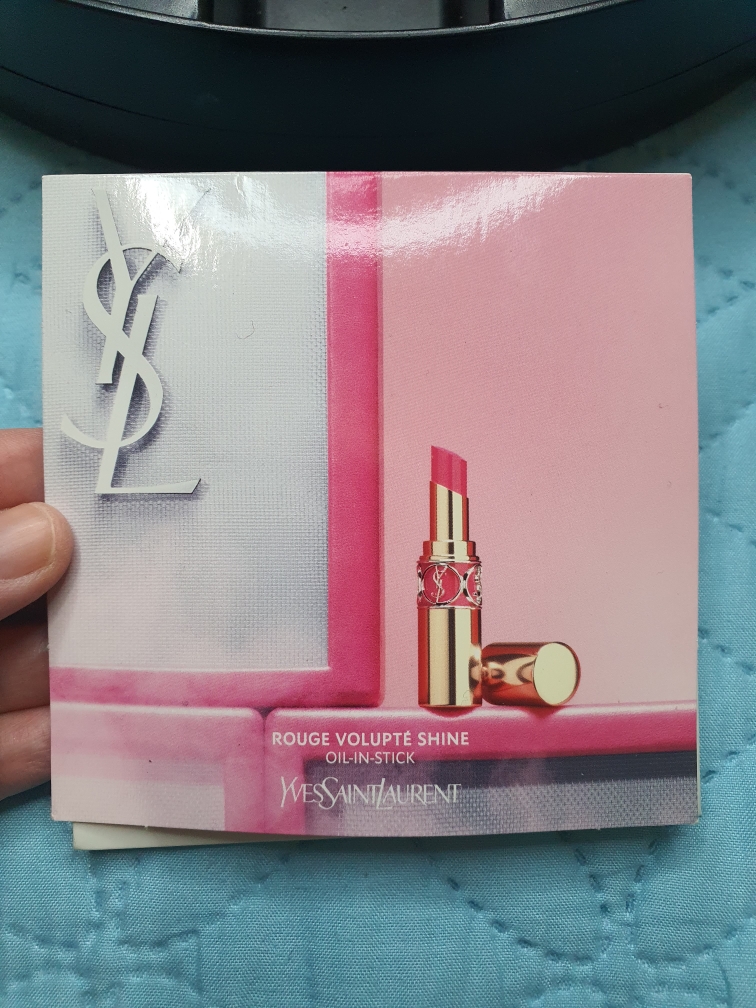 YSL
ROUGE VOLUPTÉ SHINE
OIL-IN-STICK
YVESSAINTLAURENT